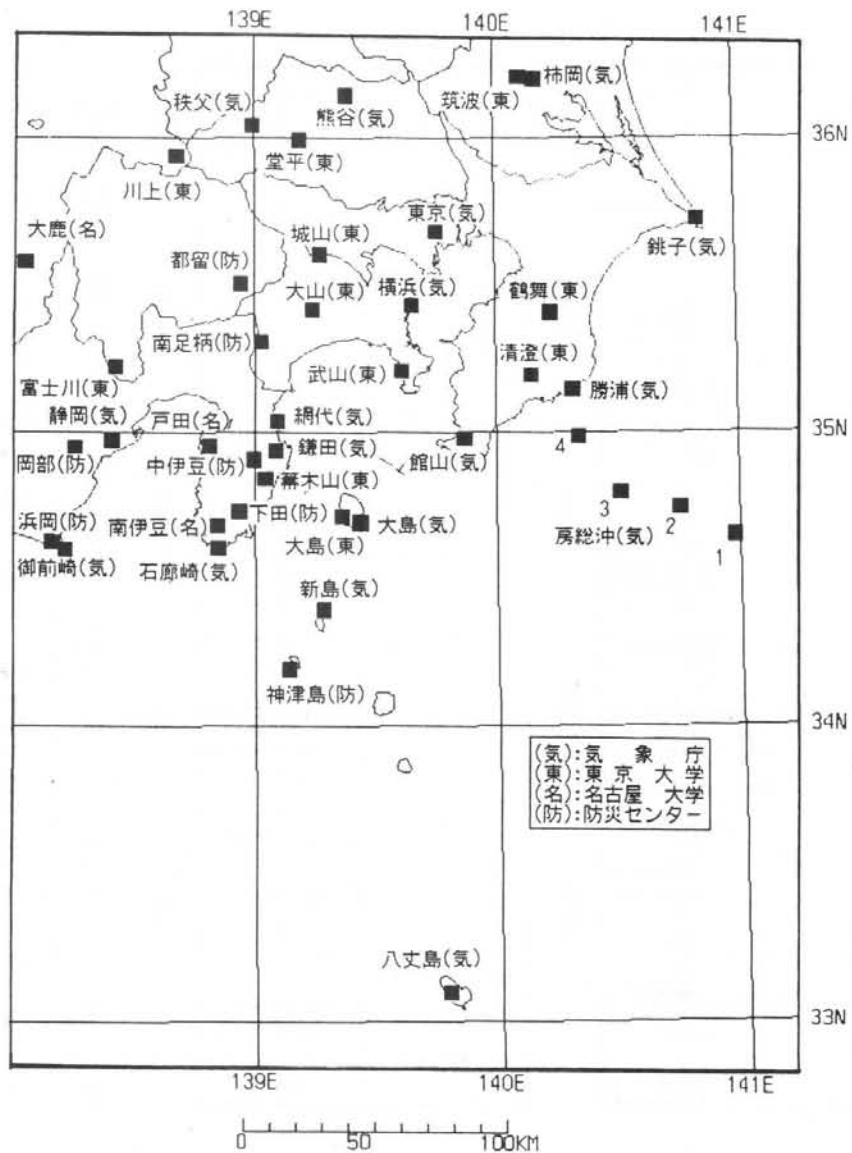 139E 140E 141E
柿岡(気)
秩父(気)
熊谷(気)
筑波(東)
36N
堂平(東)
川上(東)
大鹿(名)
城山(東)
東京(気)
銚子(気)
都留(防)
大山(東)
横浜(気)
鶴舞(東)
南足柄(防)
清澄(東)
富士川(東)
武山(東)
勝浦(気)
静岡(気)
戸田(名)
網代(気)
35N
岡部(防)
中伊豆(防)
鎌田(気)
館山(気)
4
幕木山(東)
浜岡(防)
南伊豆(名)
下田(防)
大島(気)
3
2
房総沖(気)
大島(東)
1
御前崎(気)
石廊崎(気)
新島(気)
神津島(防)
34N
(気):気 象 庁
(東):東 京 大 学
(名):名古屋 大学
(防):防災センター
八丈島(気)
33N
139E 140E 141E
0 50 100KM